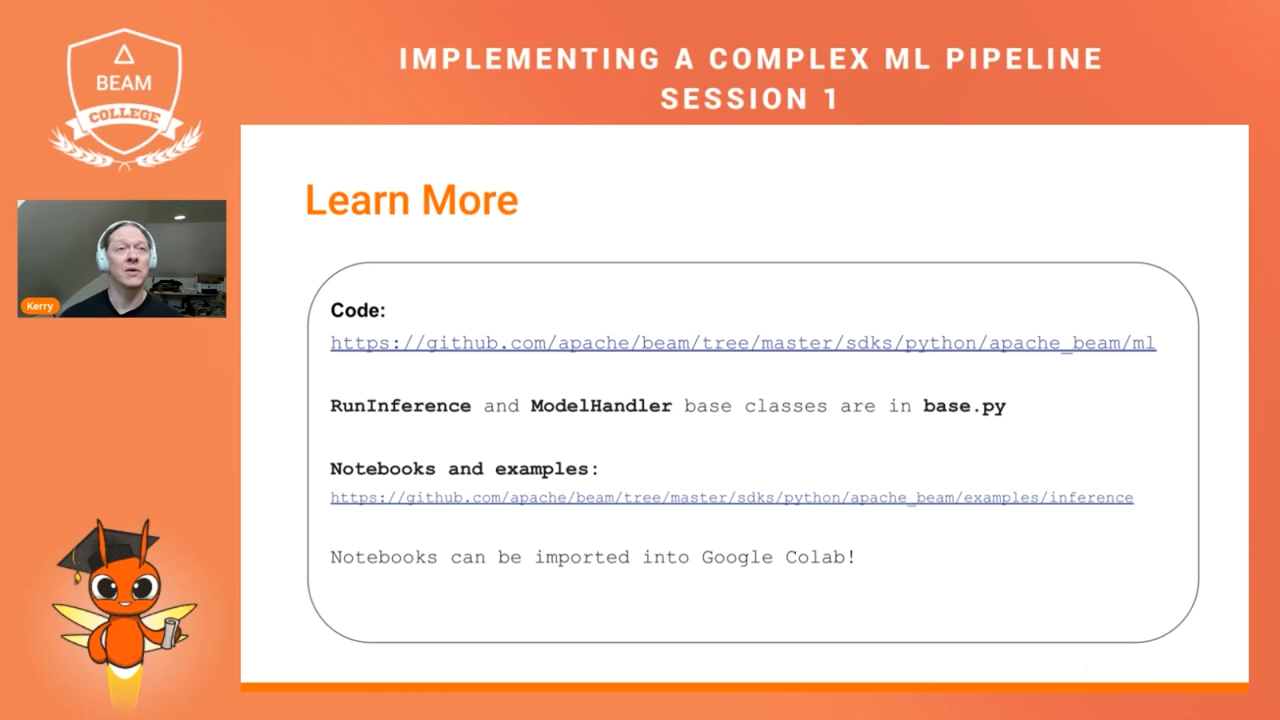 BEAM
COLLEGE
IMPLEMENTING A COMPLEX ML PIPELINE
SESSION 1
Kerry
Learn More
Code:
https://github.com/apache/beam/tree/master/sdks/python/apache_beam/ml
RunInference and ModelHandler base classes are in base.py
Notebooks and examples:
https://github.com/apache/beam/tree/master/sdks/python/apache_beam/examples/inference
Notebooks can be imported into Google Colab!